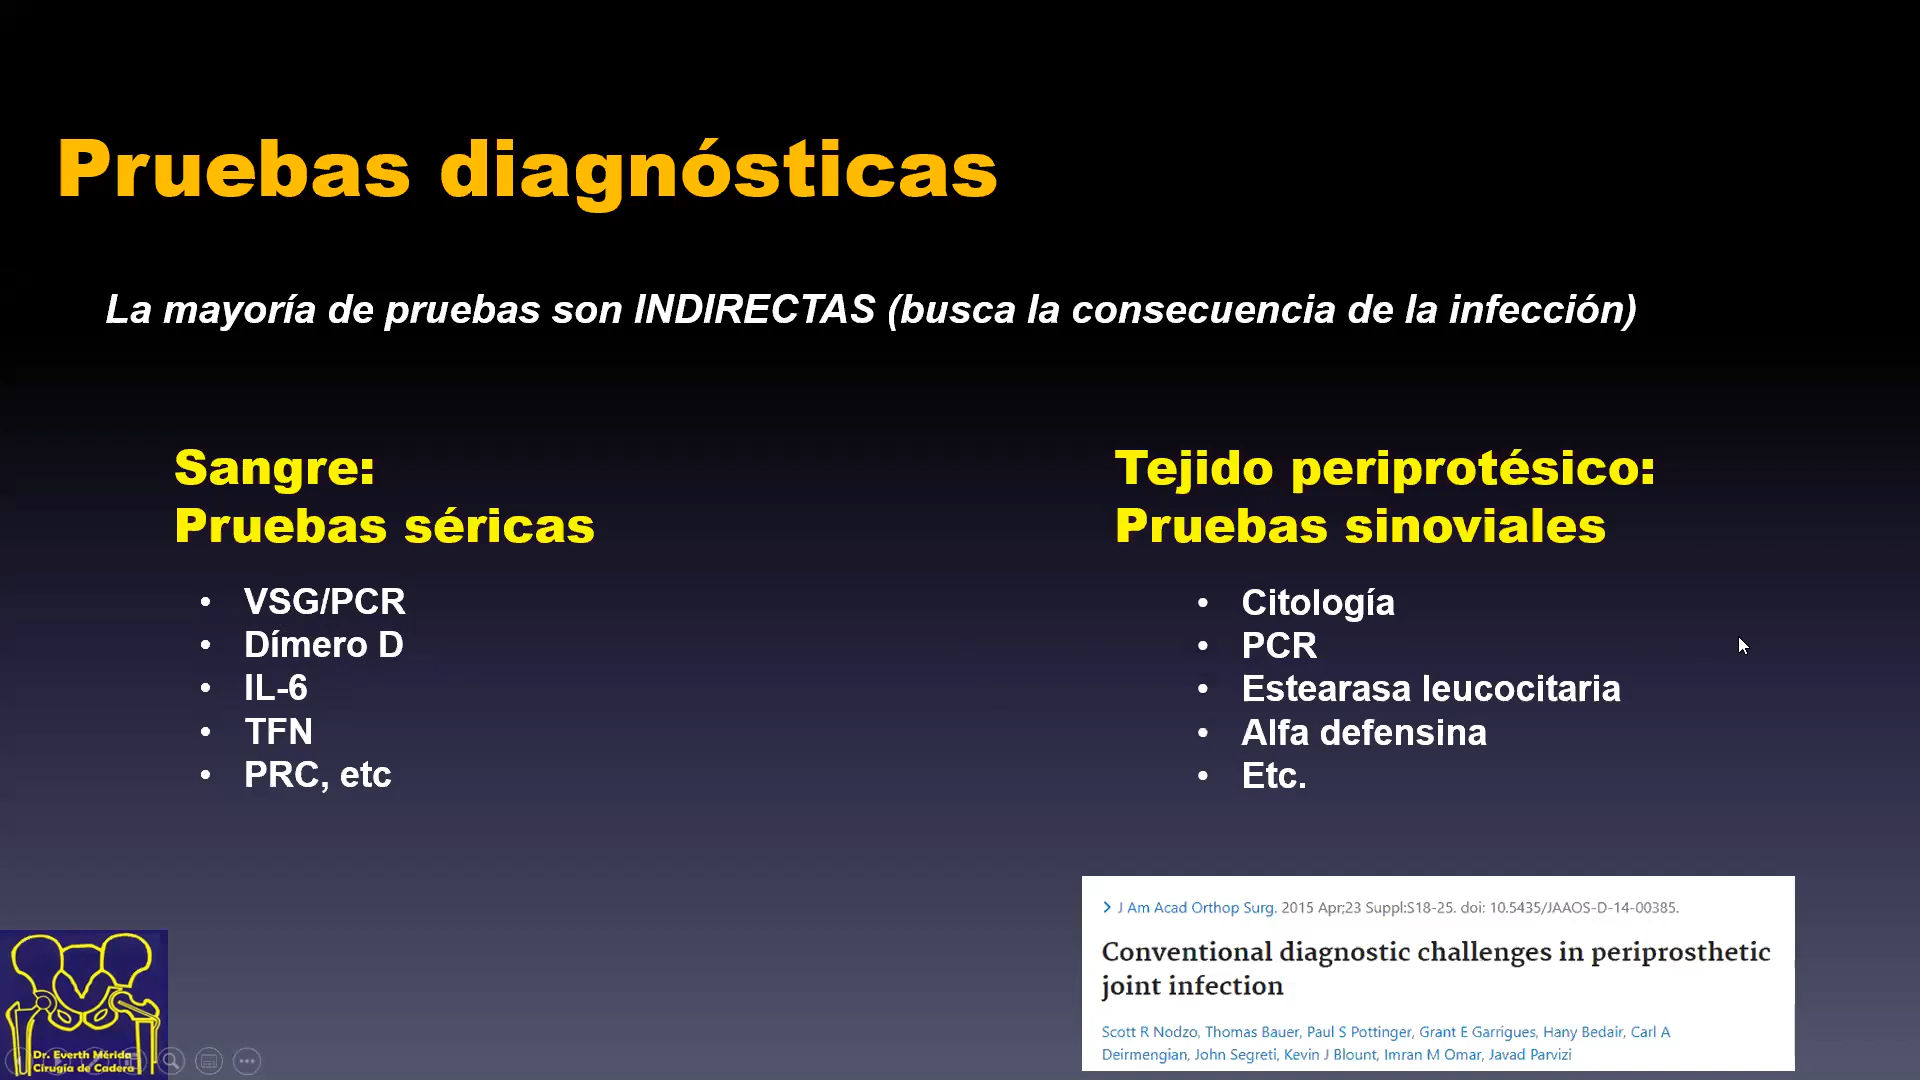 Pruebas diagnósticas
La mayoría de pruebas son INDIRECTAS (busca la consecuencia de la infección)
Sangre:
Pruebas séricas
• VSG/PCR
• Dímero D
• IL-6
• TFN
• PRC, etc
Tejido periprotésico:
Pruebas sinoviales
• Citología
• PCR
• Estearasa leucocitaria
• Alfa defensina
• Etc.
> J Am Acad Orthop Surg. 2015 Apr;23 Suppl:S18-25. doi: 10.5435/JAAOS-D-14-00385.
Conventional diagnostic challenges in periprosthetic
joint infection
Scott R Nodzo, Thomas Bauer, Paul S Pottinger, Grant E Garrigues, Hany Bedair, Carl A
Deirmengian, John Segreti, Kevin J Blount, Imran M Omar, Javad Parvizi
Dr. Everth Mérida
Cirugía de Cadera